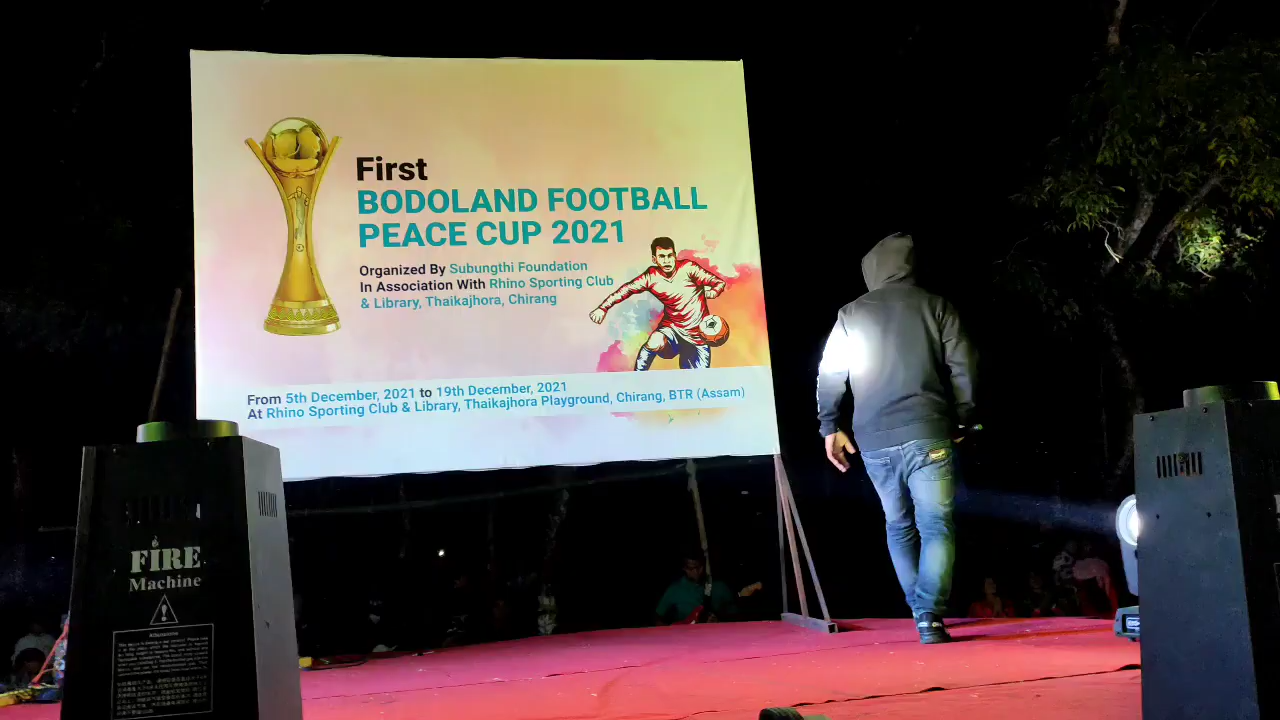 First
BODOLAND FOOTBALL
PEACE CUP 2021
Organized By Subungthi Foundation
In Association With Rhino Sporting Club
& Library, Thaikajhora, Chirang
From 5th December, 2021 to 19th December, 2021
At Rhino Sporting Club & Library, Thaikajhora Playground, Chirang, BTR (Assam)
FIRE
Machine